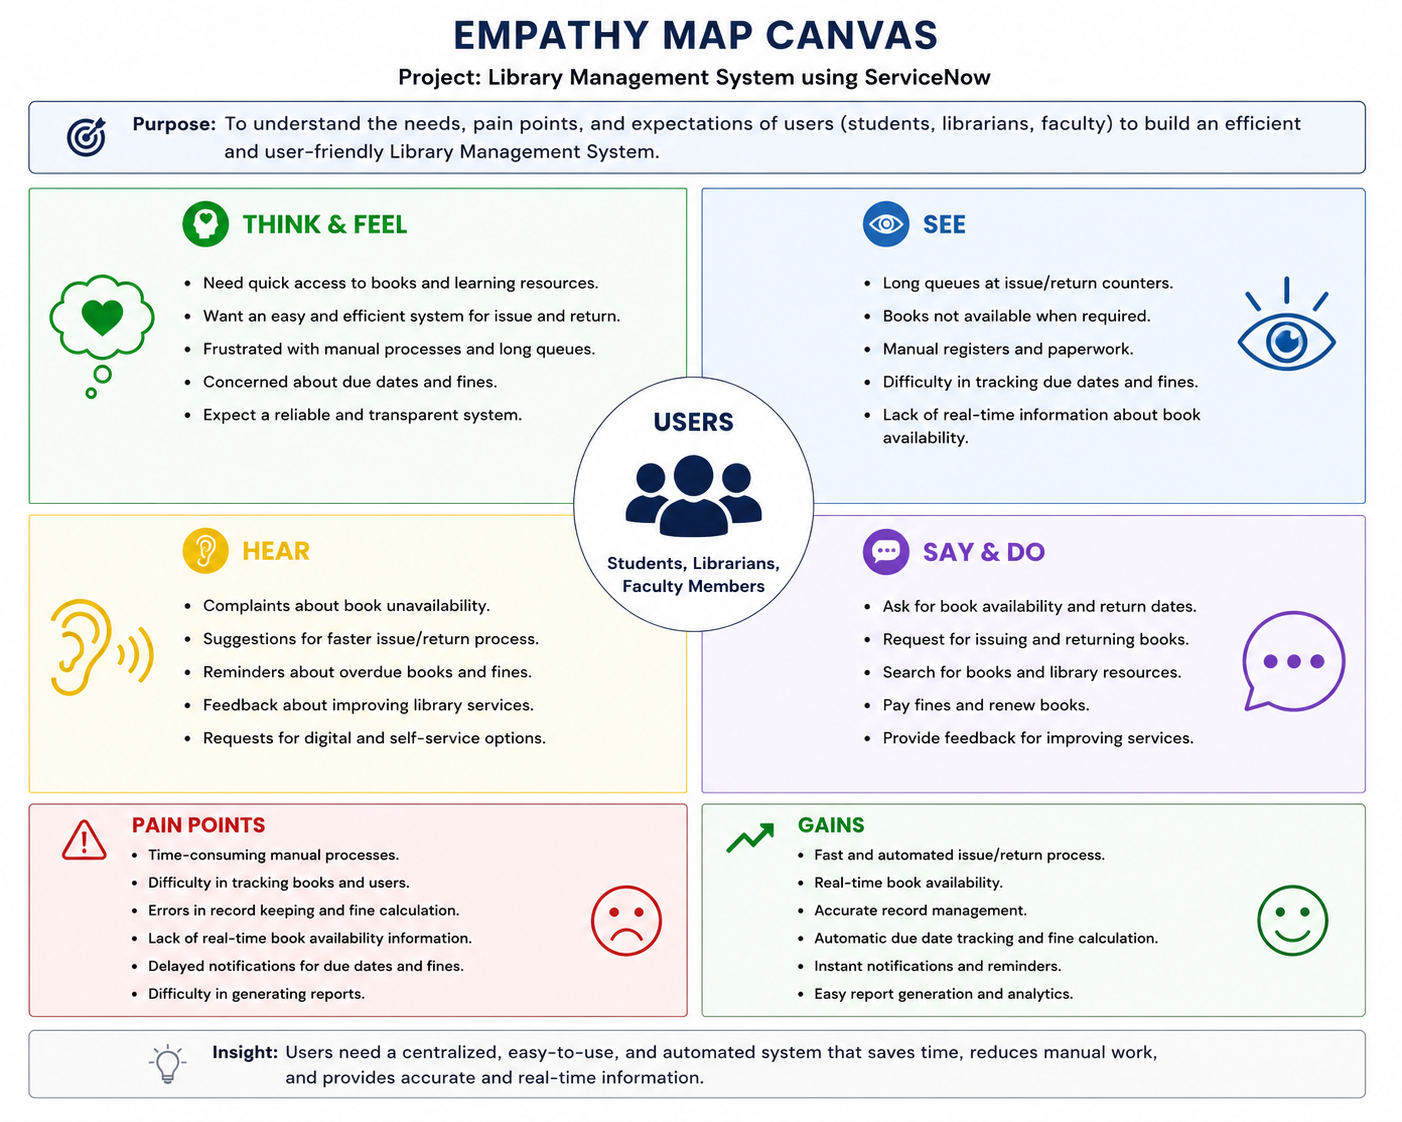 EMPATHY MAP CANVAS
Project: Library Management System using ServiceNow
Purpose: To understand the needs, pain points, and expectations of users (students, librarians, faculty) to build an efficient
and user-friendly Library Management System.
THINK & FEEL
• Need quick access to books and learning resources.
• Want an easy and efficient system for issue and return.
• Frustrated with manual processes and long queues.
• Concerned about due dates and fines.
• Expect a reliable and transparent system.
SEE
• Long queues at issue/return counters.
• Books not available when required.
• Manual registers and paperwork.
• Difficulty in tracking due dates and fines.
• Lack of real-time information about book
availability.
USERS
Students, Librarians,
Faculty Members
HEAR
• Complaints about book unavailability.
• Suggestions for faster issue/return process.
• Reminders about overdue books and fines.
• Feedback about improving library services.
• Requests for digital and self-service options.
SAY & DO
• Ask for book availability and return dates.
• Request for issuing and returning books.
• Search for books and library resources.
• Pay fines and renew books.
• Provide feedback for improving services.
PAIN POINTS
• Time-consuming manual processes.
• Difficulty in tracking books and users.
• Errors in record keeping and fine calculation.
• Lack of real-time book availability information.
• Delayed notifications for due dates and fines.
• Difficulty in generating reports.
GAINS
• Fast and automated issue/return process.
• Real-time book availability.
• Accurate record management.
• Automatic due date tracking and fine calculation.
• Instant notifications and reminders.
• Easy report generation and analytics.
Insight: Users need a centralized, easy-to-use, and automated system that saves time, reduces manual work,
and provides accurate and real-time information.